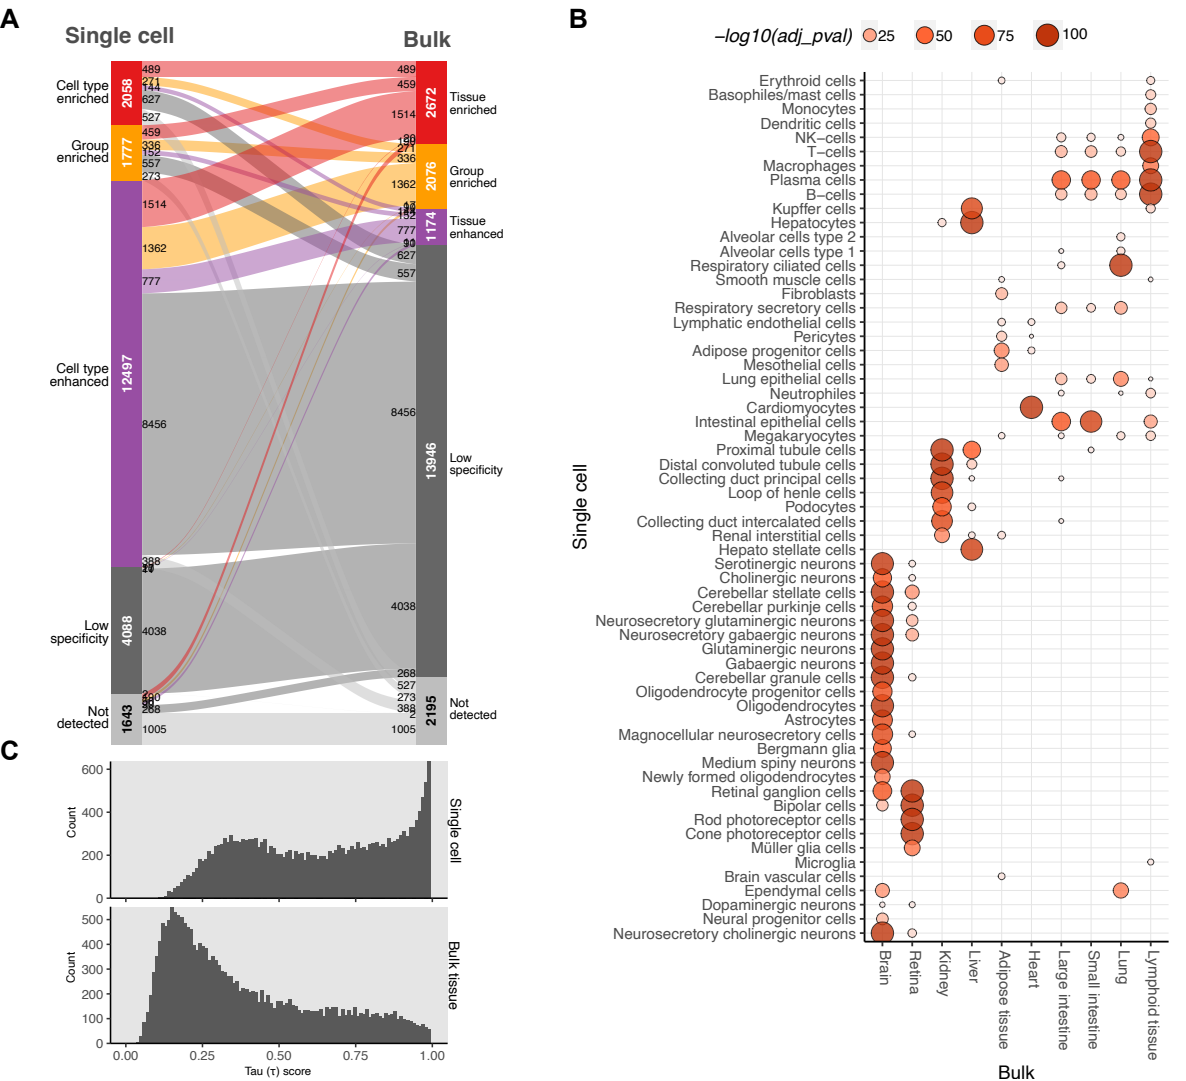 A
Single cell
Bulk
Cell type
enriched
Group
enriched
Cell type
enhanced
Low
specificity
Not
detected
2058
1777
12497
4088
1643
489
271
144
627
527
459
336
152
557
273
1514
1362
777
8456
388
4038
268
1005
489
459
1514
271
336
1362
152
777
627
557
8456
4038
268
527
273
388
2
1005
2672
2076
1174
13946
2195
Tissue
enriched
Group
enriched
Tissue
enhanced
Low
specificity
Not
detected
B
−log10(adj_pval)
25
50
75
100
Single cell
Erythroid cells
Basophiles/mast cells
Monocytes
Dendritic cells
NK−cells
T−cells
Macrophages
Plasma cells
B−cells
Kupffer cells
Hepatocytes
Alveolar cells type 2
Alveolar cells type 1
Respiratory ciliated cells
Smooth muscle cells
Fibroblasts
Respiratory secretory cells
Lymphatic endothelial cells
Pericytes
Adipose progenitor cells
Mesothelial cells
Lung epithelial cells
Neutrophiles
Cardiomyocytes
Intestinal epithelial cells
Megakaryocytes
Proximal tubule cells
Distal convoluted tubule cells
Collecting duct principal cells
Loop of henle cells
Podocytes
Collecting duct intercalated cells
Renal interstitial cells
Hepato stellate cells
Serotinergic neurons
Cholinergic neurons
Cerebellar stellate cells
Cerebellar purkinje cells
Neurosecretory glutaminergic neurons
Neurosecretory gabaergic neurons
Glutaminergic neurons
Gabaergic neurons
Cerebellar granule cells
Oligodendrocyte progenitor cells
Oligodendrocytes
Astrocytes
Magnocellular neurosecretory cells
Bergmann glia
Medium spiny neurons
Newly formed oligodendrocytes
Retinal ganglion cells
Bipolar cells
Rod photoreceptor cells
Cone photoreceptor cells
Müller glia cells
Microglia
Brain vascular cells
Ependymal cells
Dopaminergic neurons
Neural progenitor cells
Neurosecretory cholinergic neurons
Brain
Retina
Kidney
Liver
Adipose tissue
Heart
Large intestine
Small intestine
Lung
Lymphoid tissue
Bulk
C
Count
600
400
200
0
Single cell
Count
500
400
300
200
100
0
Bulk tissue
0.00
0.25
0.50
0.75
1.00
Tau (τ) score